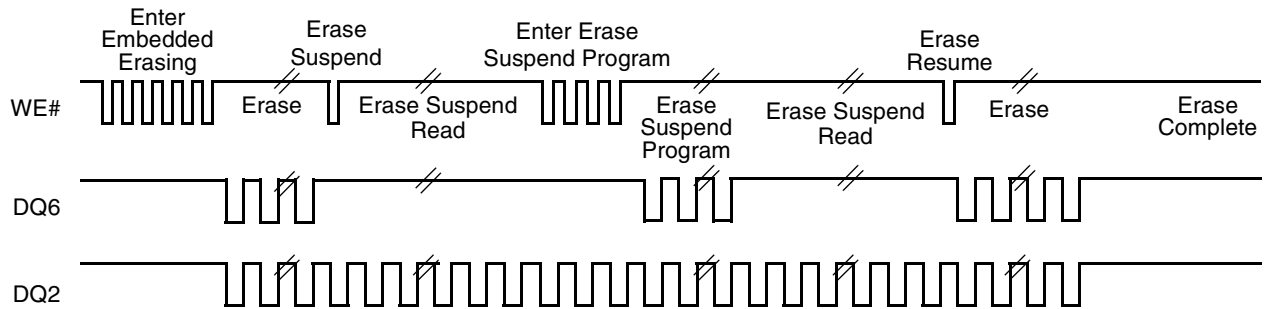 Enter
Embedded
Erasing
Erase
Suspend
Enter Erase
Suspend Program
Erase
Resume
WE#
Erase
Erase Suspend
Read
Erase
Suspend
Program
Erase Suspend
Read
Erase
Erase
Complete
DQ6
DQ2